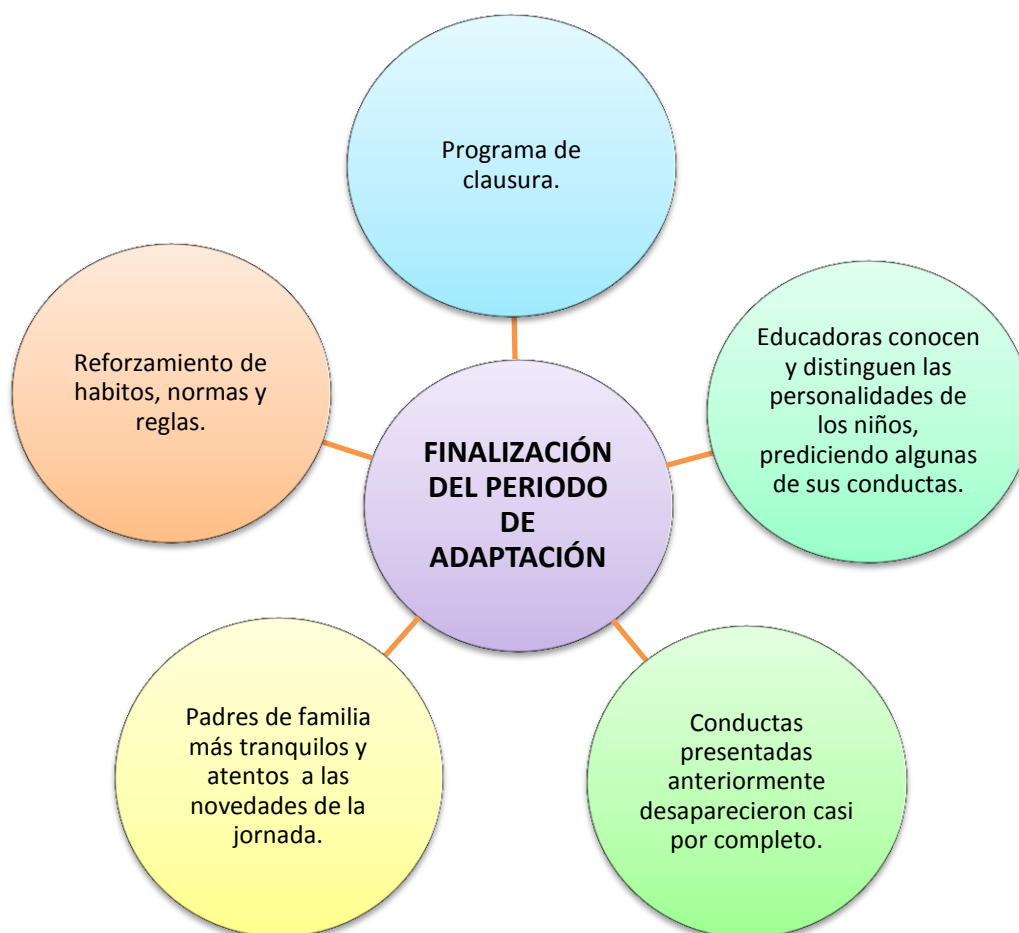 Programa de
clausura.
Educadoras conocen
y distinguen las
personalidades de
los niños,
prediciendo algunas
de sus conductas.
Conductas
presentadas
anteriormente
desaparecieron casi
por completo.
Padres de familia
más tranquilos y
atentos a las
novedades de la
jornada.
Reforzamiento de
habitos, normas y
reglas.
FINALIZACIÓN
DEL PERIODO
DE
ADAPTACIÓN